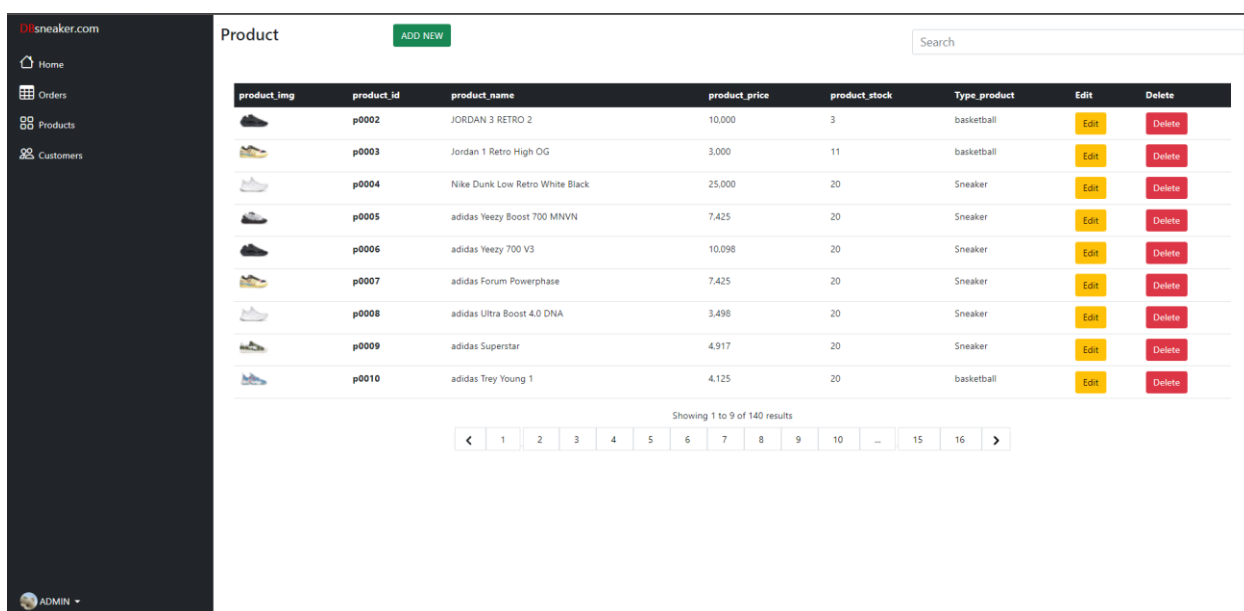 DBsneaker.com
Home
Orders
Products
Customers
ADMIN
Product
ADD NEW
Search
product_img product_id product_name product_price product_stock Type_product Edit Delete
p0002 JORDAN 3 RETRO 2 10,000 3 basketball Edit Delete
p0003 Jordan 1 Retro High OG 3,000 11 basketball Edit Delete
p0004 Nike Dunk Low Retro White Black 25,000 20 Sneaker Edit Delete
p0005 adidas Yeezy Boost 700 MNVN 7,425 20 Sneaker Edit Delete
p0006 adidas Yeezy 700 V3 10,098 20 Sneaker Edit Delete
p0007 adidas Forum Powerphase 7,425 20 Sneaker Edit Delete
p0008 adidas Ultra Boost 4.0 DNA 3,498 20 Sneaker Edit Delete
p0009 adidas Superstar 4,917 20 Sneaker Edit Delete
p0010 adidas Trey Young 1 4,125 20 basketball Edit Delete
Showing 1 to 9 of 140 results
1 2 3 4 5 6 7 8 9 10 ... 15 16